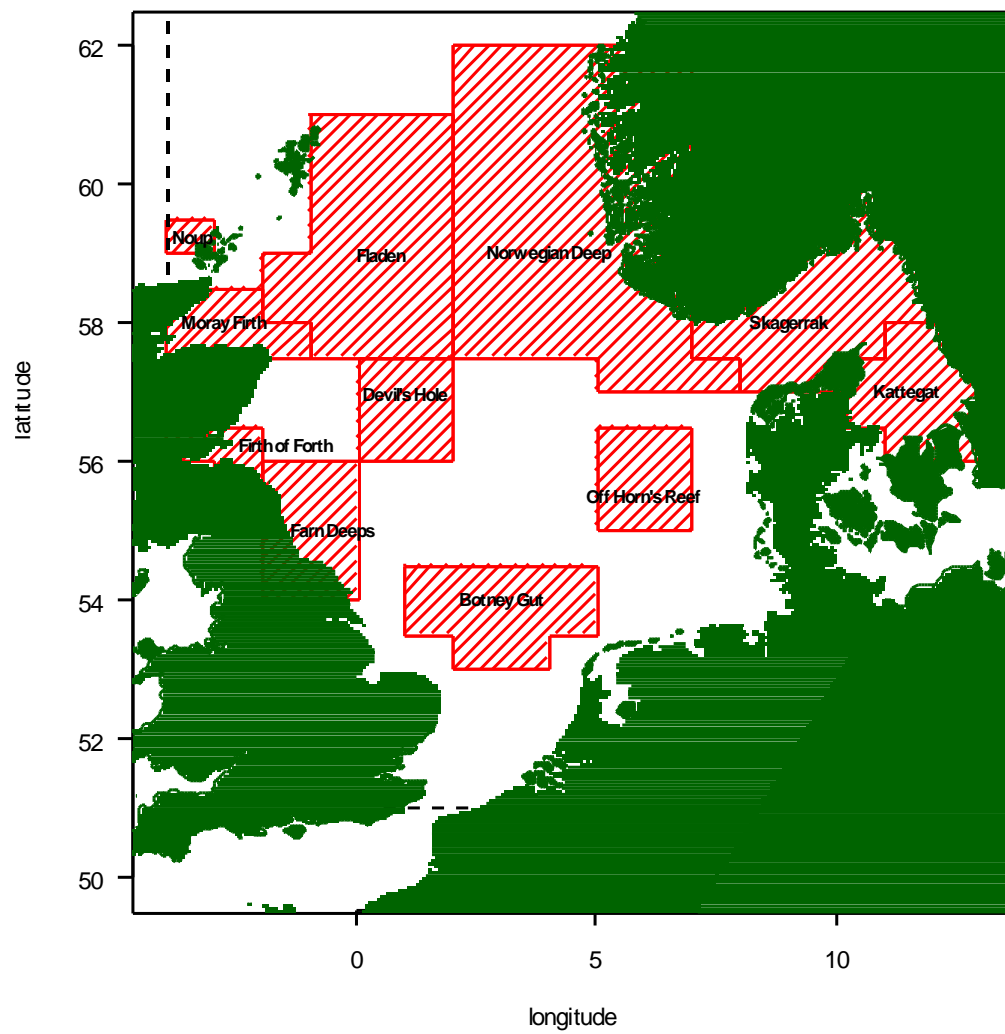 62
60
Noup
Fladen
Norwegian Deep
58
Moray Firth
Skagerrak
Devil's Hole
Kattegat
Firth of Forth
56
Off Horn's Reef
Farn Deeps
54
Botney Gut
52
50
latitude
0
5
10
longitude